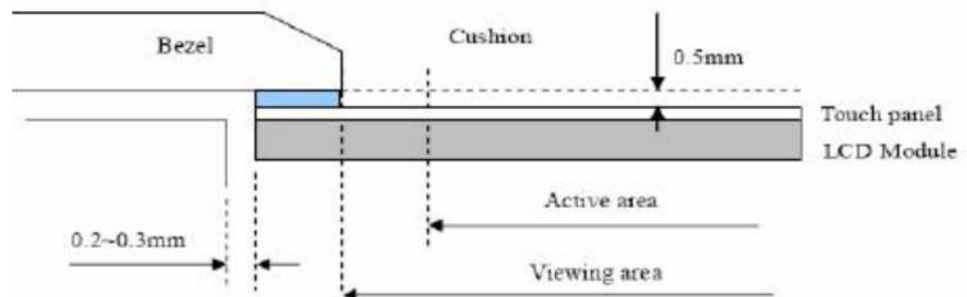 Bezel
Cushion
0.5mm
Touch panel
LCD Module
Active area
0.2~0.3mm
Viewing area